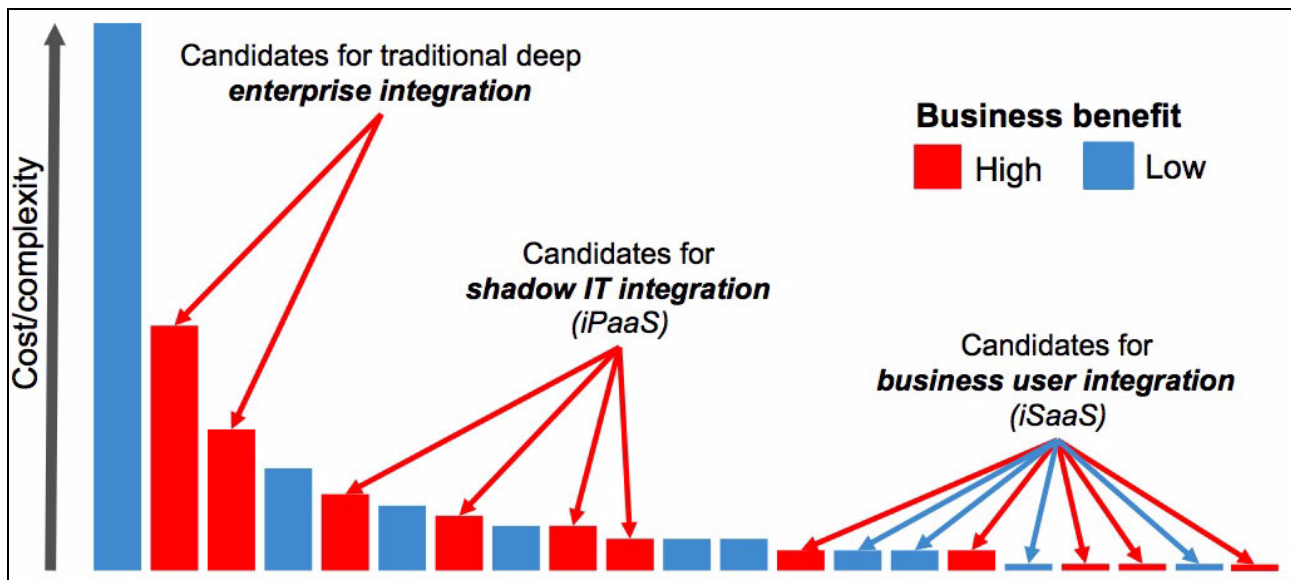 Cost/complexity
Candidates for traditional deep
enterprise integration
Business benefit
High
Low
Candidates for
shadow IT integration
(iPaaS)
Candidates for
business user integration
(iSaaS)